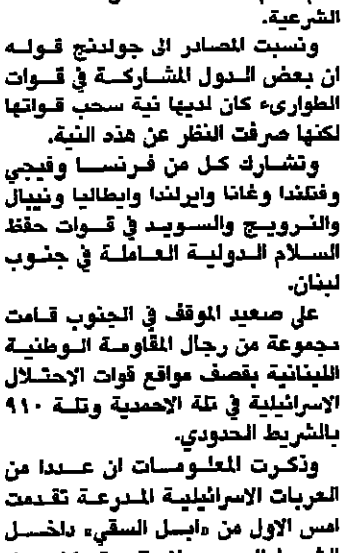 الشرعية.
ونسبت المصادر الى جولدنج قوله
ان بعض الدول المشاركة في قوات
الطوارىء كان لديها نية سحب قواتها
لكنها صرفت النظر عن هذه النية.
وتشارك كل من فرنسا وفيجي
وفنلندا وغانا وايرلندا وايطاليا ونيبال
والنرويج والسويد في قوات حفظ
السلام الدولية العاملة في جنوب
لبنان.
على صعيد الموقف في الجنوب قامت
مجموعة من رجال المقاومة الوطنية
اللبنانية بقصف مواقع قوات الاحتلال
الاسرائيلية في تلة الاحمدية وتلة ٩١٠
بالشريط الحدودي.
وذكرت المعلومات ان عددا من
العربات الاسرائيلية المدرعة تقدمت
امس الاول من «ابل السقي» داخل